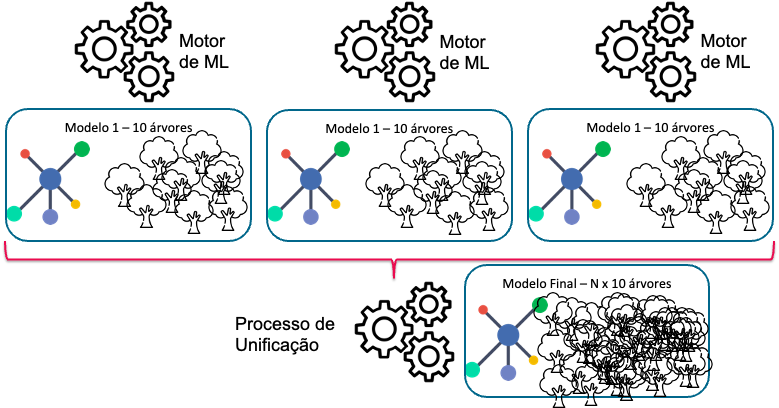 Motor
de ML
Motor
de ML
Motor
de ML
Modelo 1 – 10 árvores
Modelo 1 – 10 árvores
Modelo 1 – 10 árvores
Modelo Final – N x 10 árvores
Processo de
Unificação